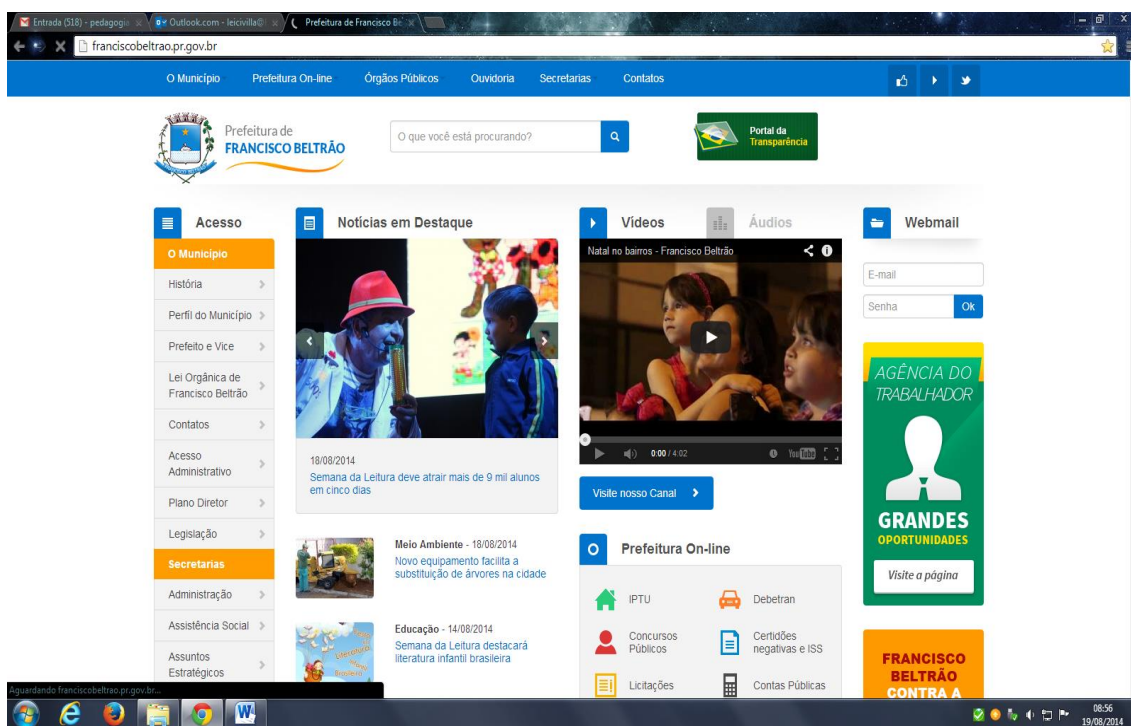 Entrada (518) - pedagogia
Outlook.com - leicivilla@
Prefeitura de Francisco Be
franciscobeltrao.pr.gov.br
O Município
Prefeitura On-line
Órgãos Públicos
Ouvidoria
Secretarias
Contatos
Prefeitura de
FRANCISCO BELTRÃO
O que você está procurando?
Portal da
Transparência
Acesso
O Município
História
Perfil do Município
Prefeito e Vice
Lei Orgânica de
Francisco Beltrão
Contatos
Acesso
Administrativo
Plano Diretor
Legislação
Secretarias
Administração
Assistência Social
Assuntos
Estratégicos
Notícias em Destaque
18/08/2014
Semana da Leitura deve atrair mais de 9 mil alunos
em cinco dias
Meio Ambiente - 18/08/2014
Novo equipamento facilita a
substituição de árvores na cidade
Educação - 14/08/2014
Semana da Leitura destacará
literatura infantil brasileira
Vídeos
Áudios
Natal no bairros - Francisco Beltrão
0:00 / 4:02
YouTube
Visite nosso Canal
Prefeitura On-line
IPTU
Debetran
Concursos
Públicos
Certidões
negativas e ISS
Licitações
Contas Públicas
Webmail
E-mail
Senha
Ok
AGÊNCIA DO
TRABALHADOR
GRANDES
OPORTUNIDADES
Visite a página
FRANCISCO
BELTRÃO
CONTRA A
Aguardando franciscobeltrao.pr.gov.br...
08:56
19/08/2014